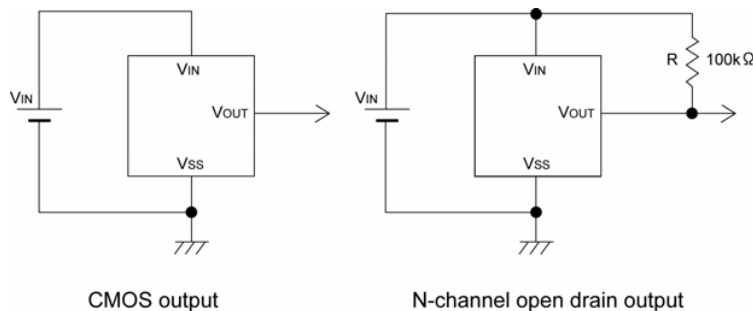 VIN
VIN
VOUT
VSS
CMOS output
VIN
VIN
VOUT
VSS
R 100kΩ
N-channel open drain output